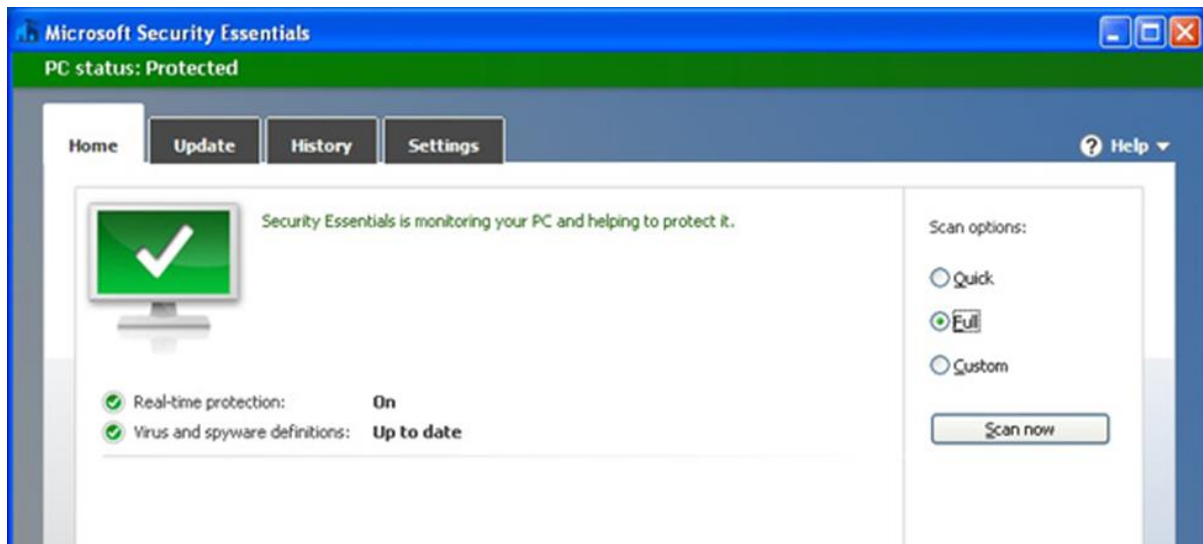 Microsoft Security Essentials
PC status: Protected
Home
Update
History
Settings
? Help
Security Essentials is monitoring your PC and helping to protect it.
Real-time protection: On
Virus and spyware definitions: Up to date
Scan options:
Quick
Full
Custom
Scan now